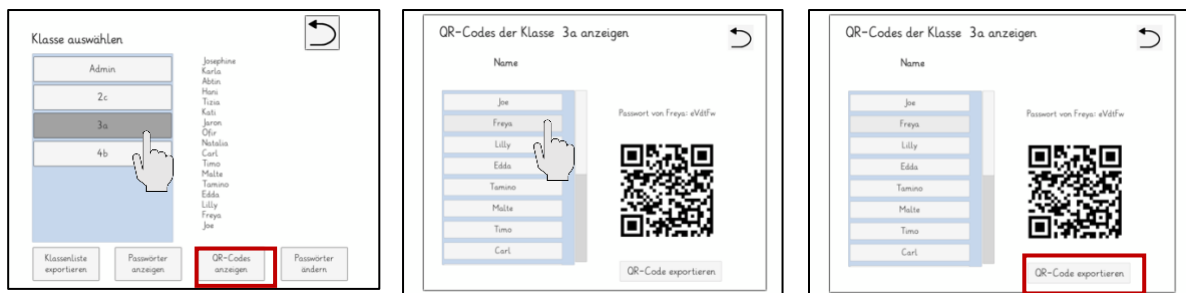 Klasse auswählen
Admin
2c
3a
4b
Josephine
Karla
Abtin
Hani
Tizia
Kati
Jaron
Ofir
Natalia
Carl
Timo
Malte
Tamino
Edda
Lilly
Freya
Joe
Klassenliste
exportieren
Passwörter
anzeigen
QR-Codes
anzeigen
Passwörter
ändern
QR-Codes der Klasse 3a anzeigen
Name
Joe
Freya
Lilly
Edda
Tamino
Malte
Timo
Carl
Passwort von Freya: eVdtFw
QR-Code exportieren
QR-Codes der Klasse 3a anzeigen
Name
Joe
Freya
Lilly
Edda
Tamino
Malte
Timo
Carl
Passwort von Freya: eVdtFw
QR-Code exportieren